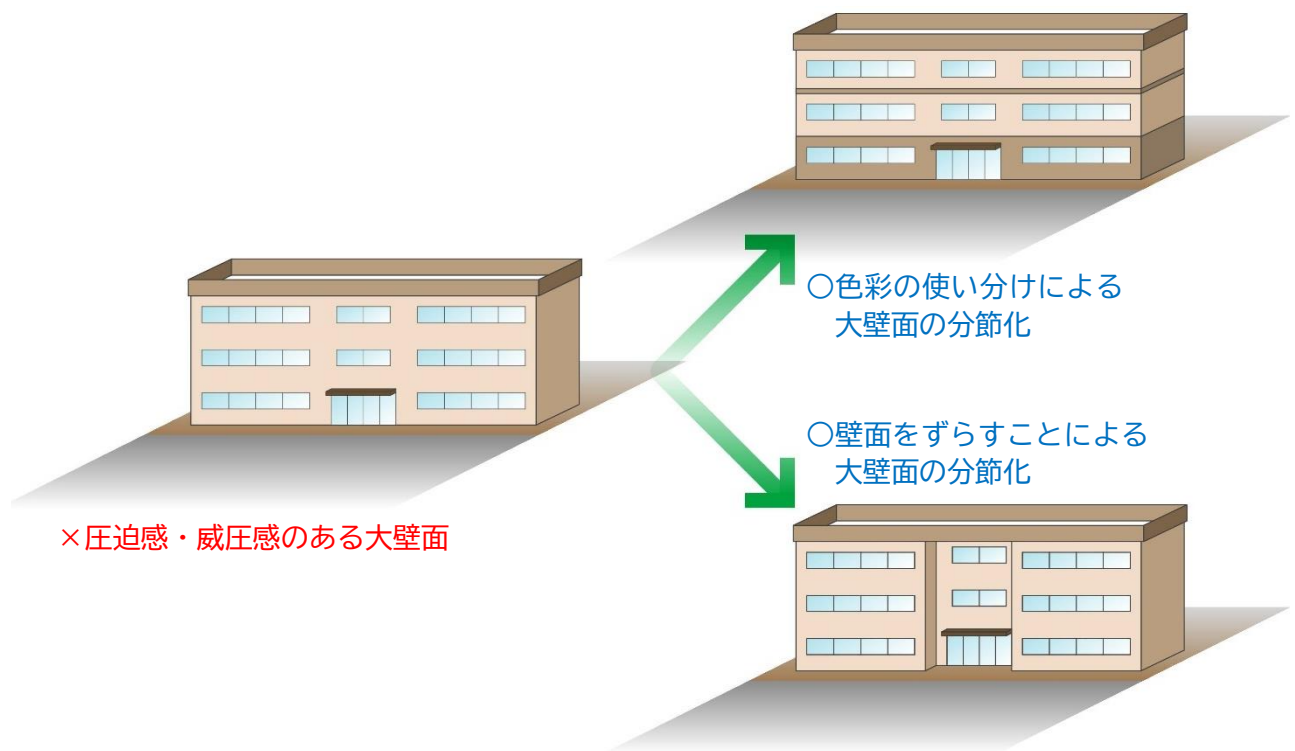 ○色彩の使い分けによる
大壁面の分節化
○壁面をずらすことによる
大壁面の分節化
×圧迫感・威圧感のある大壁面